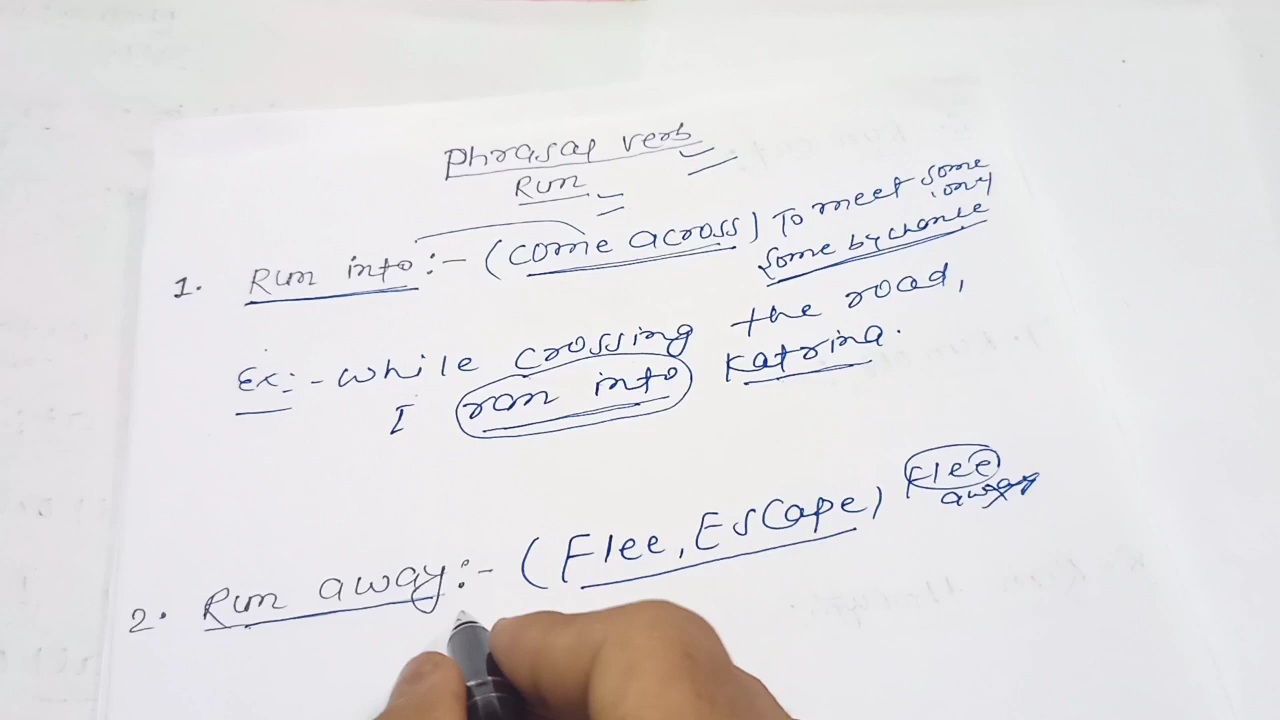 Phrasal verb
Run
1. Run into :- (come across) To meet some
some by chance
Ex:- While crossing the road,
I ran into Katrina.
2. Run away :- (Flee, Escape) Flee
away